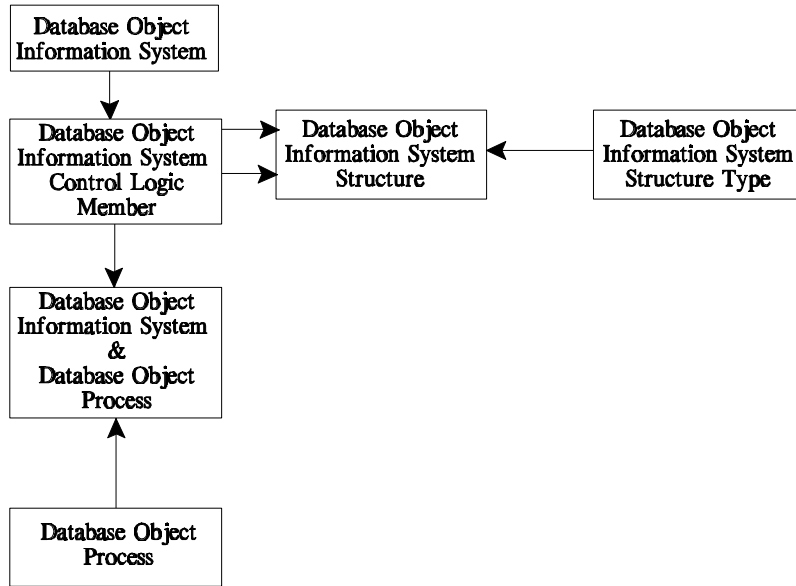 Database Object
Information System
Database Object
Information System
Control Logic
Member
Database Object
Information System
Structure
Database Object
Information System
Structure Type
Database Object
Information System
&
Database Object
Process
Database Object
Process